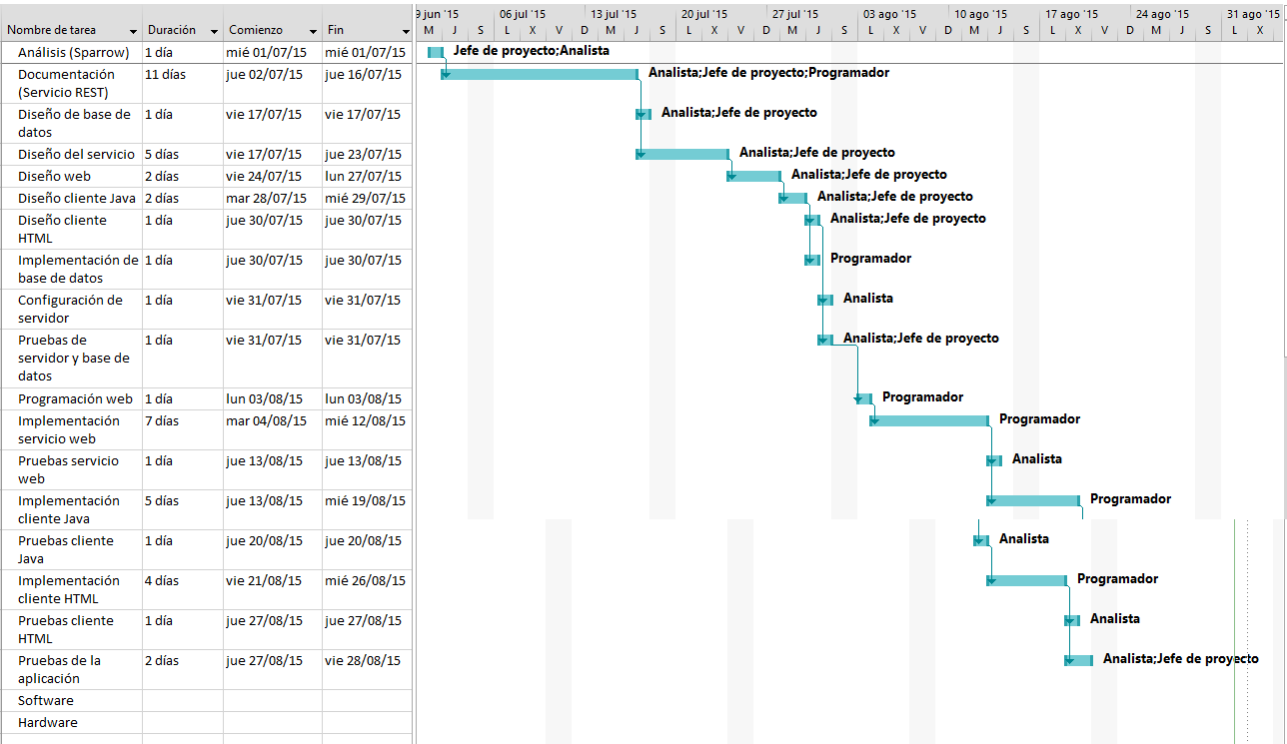 9 jun '15 06 jul '15 13 jul '15 20 jul '15 27 jul '15 03 ago '15 10 ago '15 17 ago '15 24 ago '15 31 ago '15
Nombre de tarea Duración Comienzo Fin M J S L X V D M J S L X V D M J S L X V D M J S L X V D M J S L X
Análisis (Sparrow) 1 día mié 01/07/15 mié 01/07/15 Jefe de proyecto;Analista
Documentación 11 días jue 02/07/15 jue 16/07/15 Analista;Jefe de proyecto;Programador
(Servicio REST)
Diseño de base de 1 día vie 17/07/15 vie 17/07/15 Analista;Jefe de proyecto
datos
Diseño del servicio 5 días vie 17/07/15 jue 23/07/15 Analista;Jefe de proyecto
Diseño web 2 días vie 24/07/15 lun 27/07/15 Analista;Jefe de proyecto
Diseño cliente Java 2 días mar 28/07/15 mié 29/07/15 Analista;Jefe de proyecto
Diseño cliente 1 día jue 30/07/15 jue 30/07/15 Analista;Jefe de proyecto
HTML
Implementación de 1 día jue 30/07/15 jue 30/07/15 Programador
base de datos
Configuración de 1 día vie 31/07/15 vie 31/07/15 Analista
servidor
Pruebas de 1 día vie 31/07/15 vie 31/07/15 Analista;Jefe de proyecto
servidor y base de
datos
Programación web 1 día lun 03/08/15 lun 03/08/15 Programador
Implementación 7 días mar 04/08/15 mié 12/08/15 Programador
servicio web
Pruebas servicio 1 día jue 13/08/15 jue 13/08/15 Analista
web
Implementación 5 días jue 13/08/15 mié 19/08/15 Programador
cliente Java
Pruebas cliente 1 día jue 20/08/15 jue 20/08/15 Analista
Java
Implementación 4 días vie 21/08/15 mié 26/08/15 Programador
cliente HTML
Pruebas cliente 1 día jue 27/08/15 jue 27/08/15 Analista
HTML
Pruebas de la 2 días jue 27/08/15 vie 28/08/15 Analista;Jefe de proyecto
aplicación
Software
Hardware